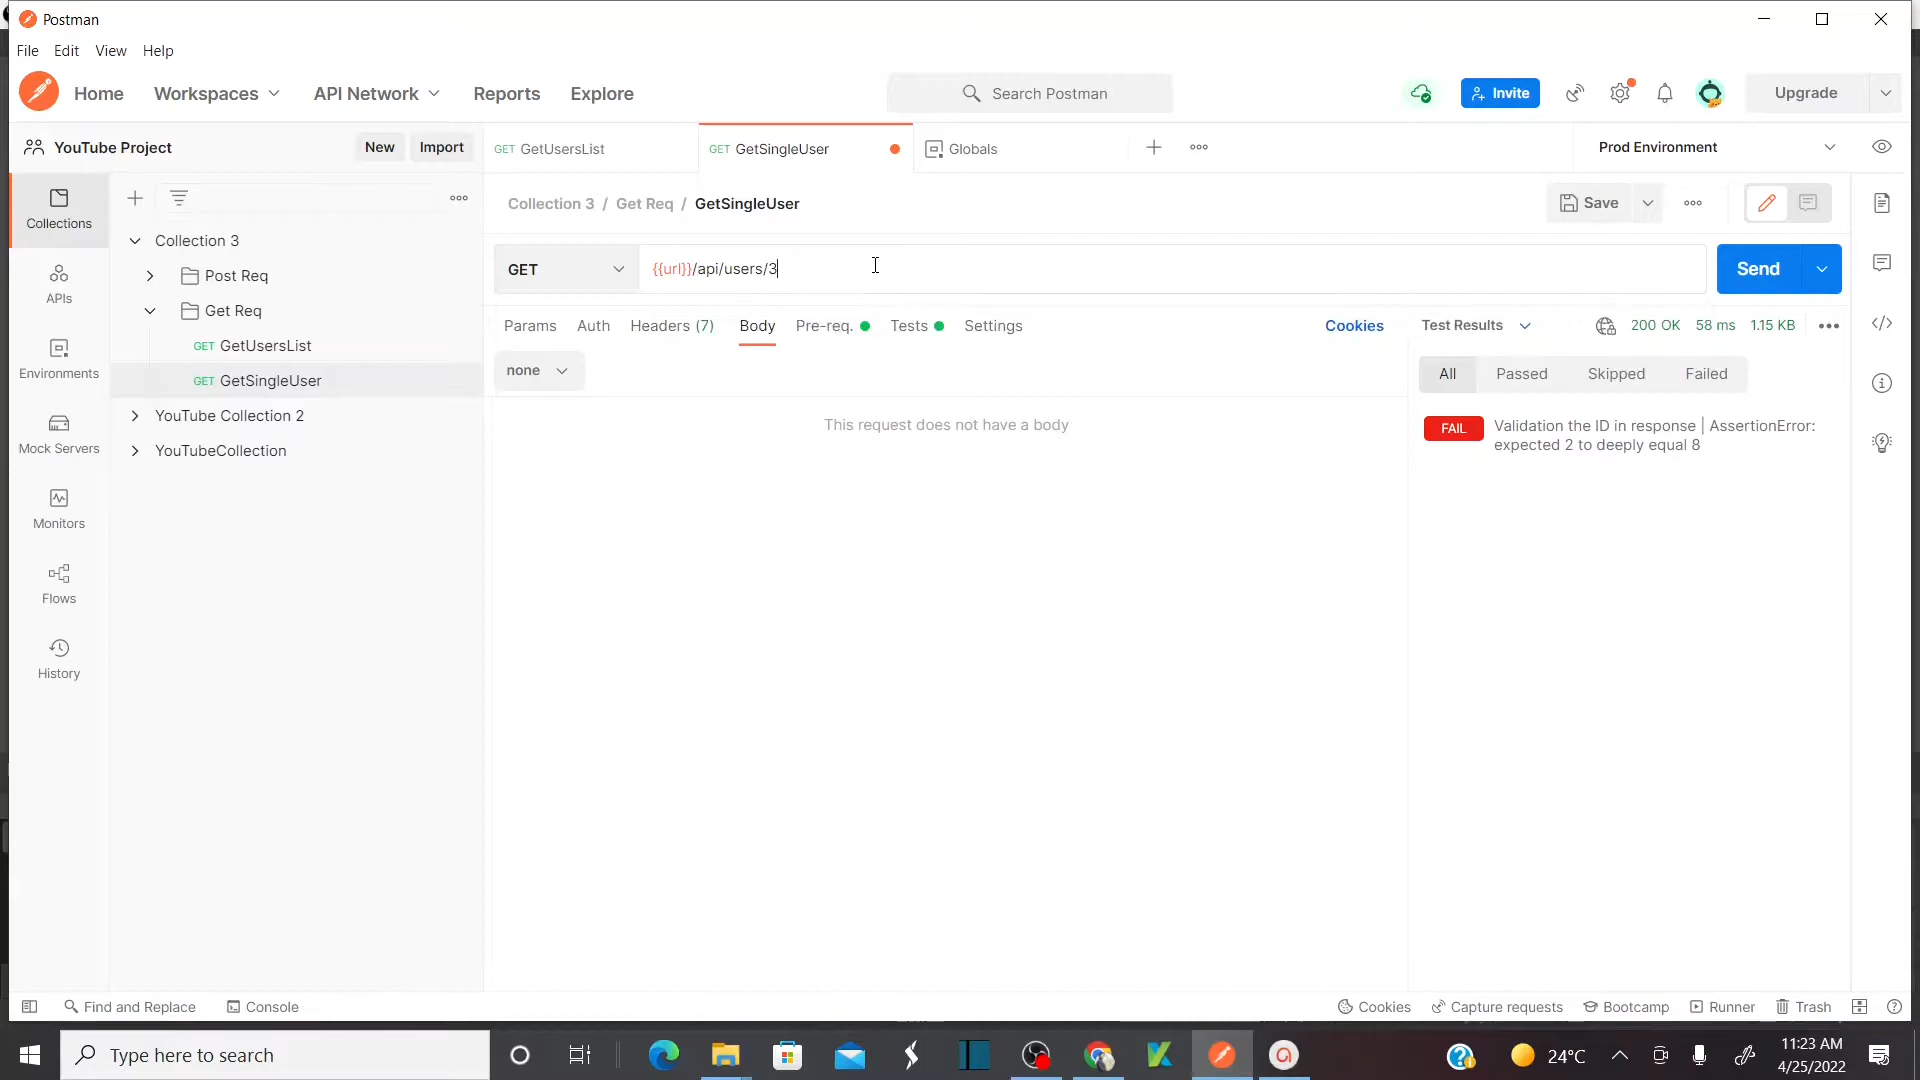 Postman
File Edit View Help
Home Workspaces API Network Reports Explore Search Postman Invite Upgrade
YouTube Project New Import GET GetUsersList GET GetSingleUser Globals Prod Environment
Collections
APIs
Environments
Mock Servers
Monitors
Flows
History
Collection 3
Post Req
Get Req
GET GetUsersList
GET GetSingleUser
YouTube Collection 2
YouTubeCollection
Collection 3 / Get Req / GetSingleUser Save
GET {{url}}/api/users/3 Send
Params Auth Headers (7) Body Pre-req. Tests Settings Cookies
none
This request does not have a body
Test Results 200 OK 58 ms 1.15 KB
All Passed Skipped Failed
FAIL Validation the ID in response | AssertionError:
expected 2 to deeply equal 8
Find and Replace Console Cookies Capture requests Bootcamp Runner Trash
Type here to search 24°C 11:23 AM
4/25/2022